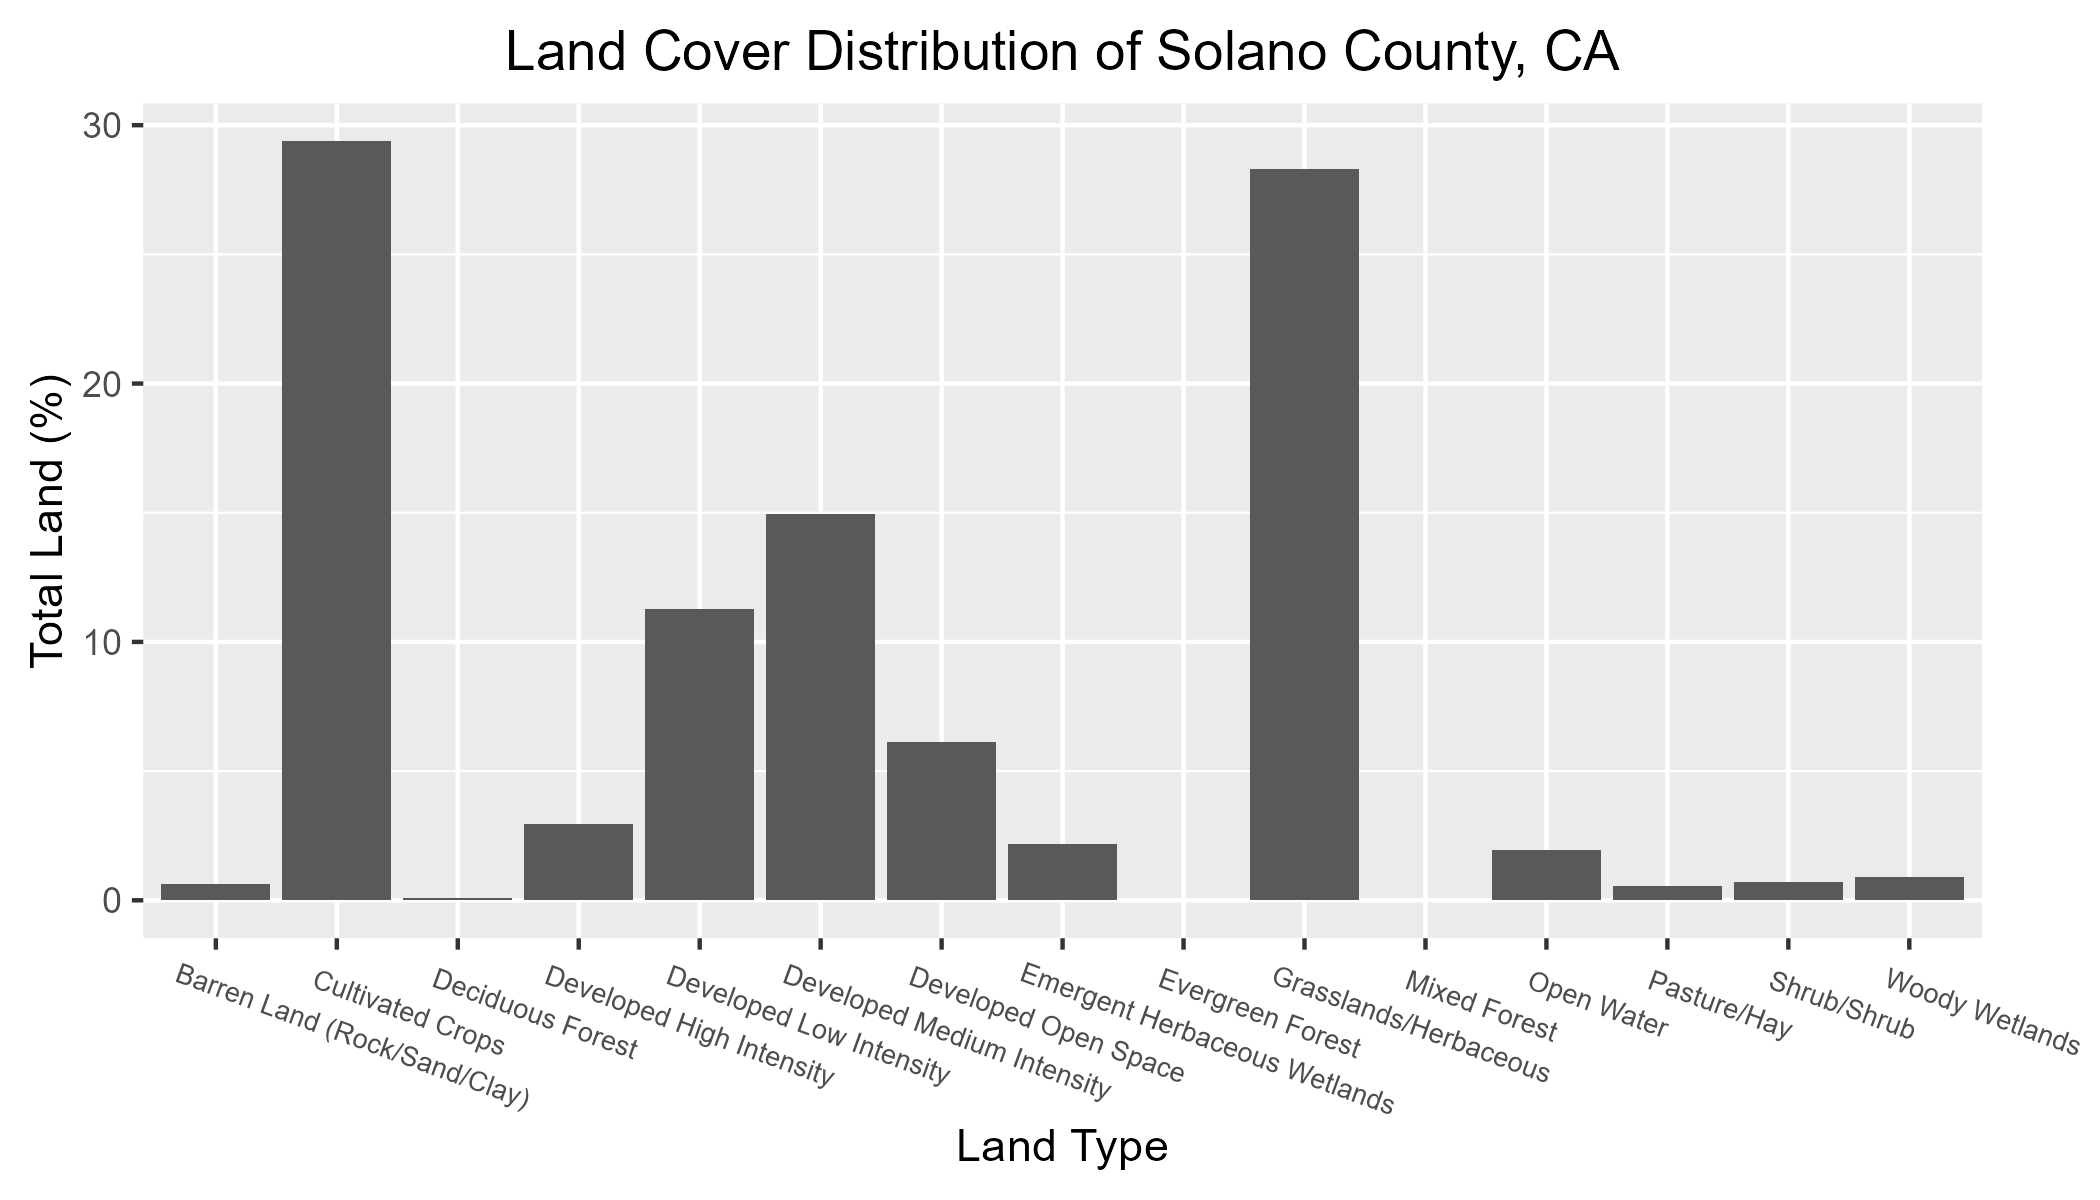 Land Cover Distribution of Solano County, CA
Total Land (%)
30
20
10
0
Barren Land (Rock/Sand/Clay)
Cultivated Crops
Deciduous Forest
Developed High Intensity
Developed Low Intensity
Developed Medium Intensity
Developed Open Space
Emergent Herbaceous Wetlands
Evergreen Forest
Grasslands/Herbaceous
Mixed Forest
Open Water
Pasture/Hay
Shrub/Shrub
Woody Wetlands
Land Type